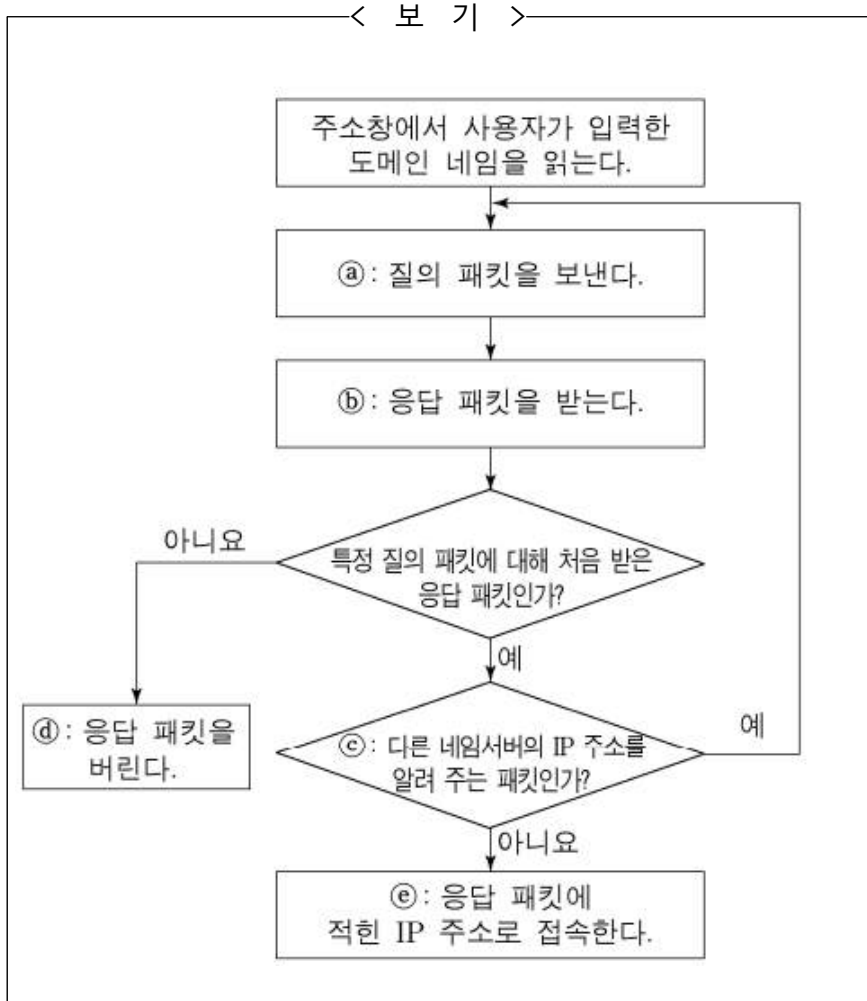 < 보 기 >
주소창에서 사용자가 입력한
도메인 네임을 읽는다.
ⓐ: 질의 패킷을 보낸다.
ⓑ: 응답 패킷을 받는다.
아니요
특정 질의 패킷에 대해 처음 받은
응답 패킷인가?
예
ⓓ: 응답 패킷을
버린다.
ⓒ: 다른 네임서버의 IP 주소를
알려 주는 패킷인가?
예
아니요
ⓔ: 응답 패킷에
적힌 IP 주소로 접속한다.